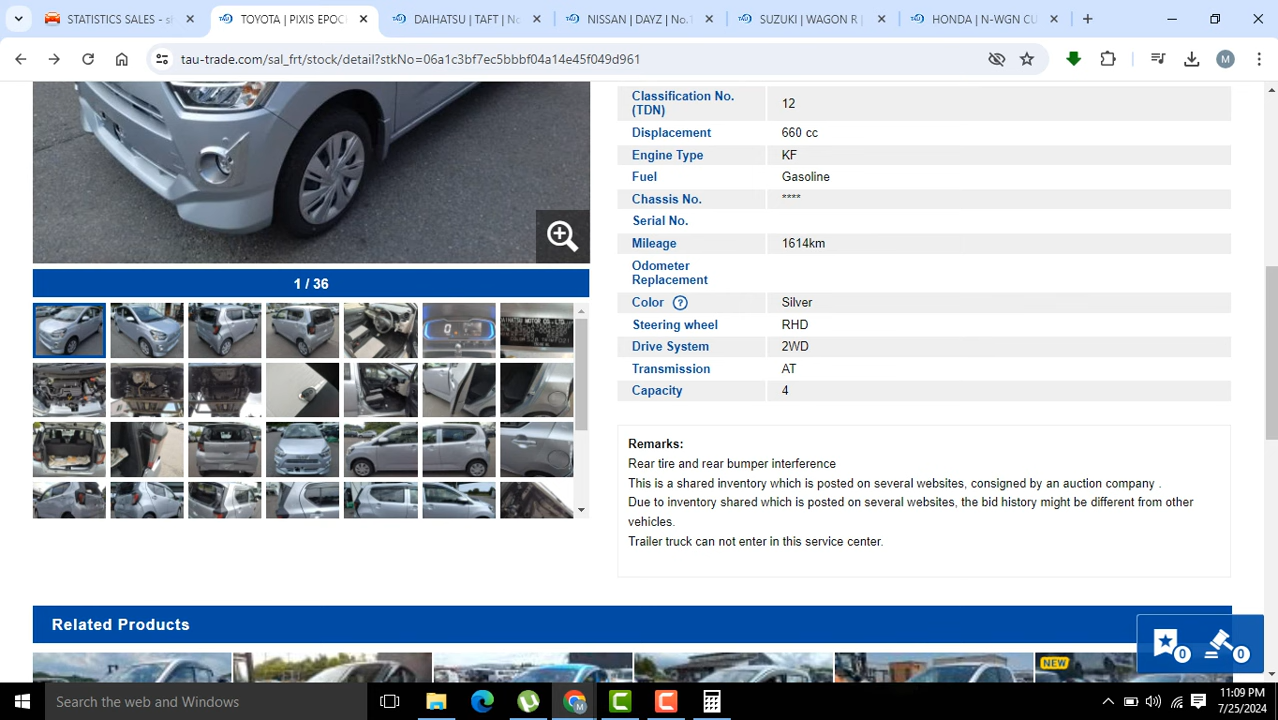 STATISTICS SALES - sl
TOYOTA | PIXIS EPOCH
DAIHATSU | TAFT | No
NISSAN | DAYZ | No.1
SUZUKI | WAGON R |
HONDA | N-WGN CU
tau-trade.com/sal_frt/stock/detail?stkNo=06a1c3bf7ec5bbbf04a14e45f049d961
M
Classification No. (TDN) 12
Displacement 660 cc
Engine Type KF
Fuel Gasoline
Chassis No. ****
Serial No.
Mileage 1614km
Odometer Replacement
Color ? Silver
Steering wheel RHD
Drive System 2WD
Transmission AT
Capacity 4
1 / 36
Remarks:
Rear tire and rear bumper interference
This is a shared inventory which is posted on several websites, consigned by an auction company .
Due to inventory shared which is posted on several websites, the bid history might be different from other
vehicles.
Trailer truck can not enter in this service center.
Related Products
NEW
0 0
Search the web and Windows
11:09 PM
7/25/2024